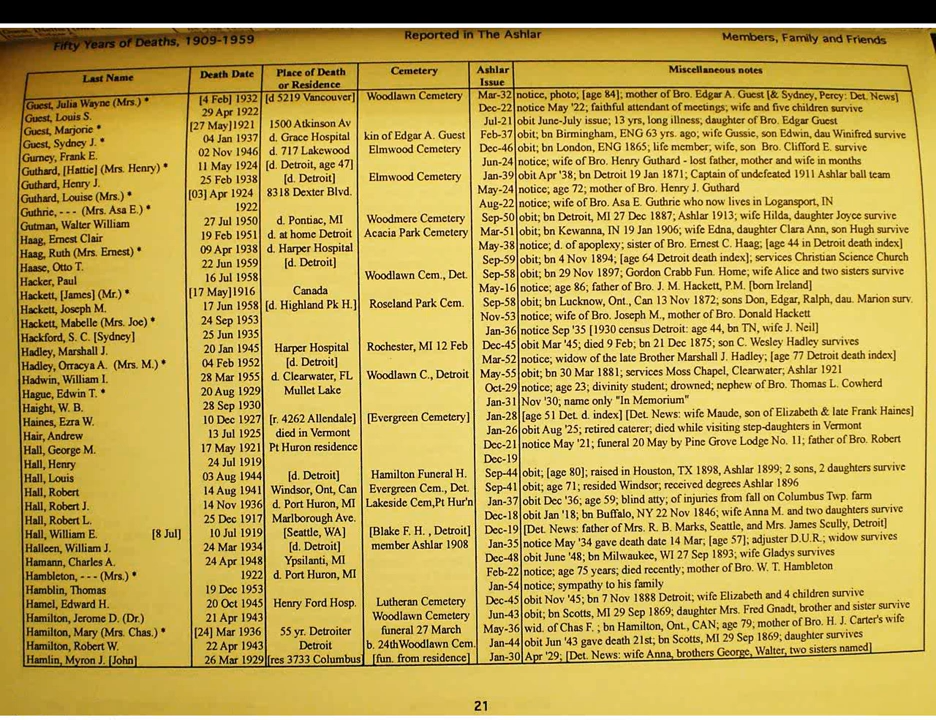 Fifty Years of Deaths, 1909-1959 Reported in The Ashlar Members, Family and Friends
Last Name Death Date Place of Death or Residence Cemetery Ashlar Issue Miscellaneous notes
Guest, Julia Wayne (Mrs.) * [4 Feb] 1932 [d 5219 Vancouver] Woodlawn Cemetery Mar-32 notice, photo; [age 84]; mother of Bro. Edgar A. Guest [& Sydney, Percy: Det. News]
Guest, Louis S. 29 Apr 1922 Dec-22 notice May '22; faithful attendant of meetings; wife and five children survive
Guest, Marjorie * [27 May]1921 1500 Atkinson Av Jul-21 obit June-July issue; 13 yrs, long illness; daughter of Bro. Edgar Guest
Guest, Sydney J. * 04 Jan 1937 d. Grace Hospital kin of Edgar A. Guest Feb-37 obit; bn Birmingham, ENG 63 yrs. ago; wife Gussie, son Edwin, dau Winifred survive
Gurney, Frank E. 02 Nov 1946 d. 717 Lakewood Elmwood Cemetery Dec-46 obit; bn London, ENG 1865; life member; wife, son Bro. Clifford E. survive
Guthard, [Hattie] (Mrs. Henry) * 11 May 1924 [d. Detroit, age 47] Jun-24 notice; wife of Bro. Henry Guthard - lost father, mother and wife in months
Guthard, Henry J. 25 Feb 1938 [d. Detroit] Elmwood Cemetery Jan-39 obit Apr '38; bn Detroit 19 Jan 1871; Captain of undefeated 1911 Ashlar ball team
Guthard, Louise (Mrs.) * [03] Apr 1924 8318 Dexter Blvd. May-24 notice; age 72; mother of Bro. Henry J. Guthard
Guthrie, - - - (Mrs. Asa E.) * 1922 Aug-22 notice; wife of Bro. Asa E. Guthrie who now lives in Logansport, IN
Gutman, Walter William 27 Jul 1950 d. Pontiac, MI Woodmere Cemetery Sep-50 obit; bn Detroit, MI 27 Dec 1887; Ashlar 1913; wife Hilda, daughter Joyce survive
Haag, Ernest Clair 19 Feb 1951 d. at home Detroit Acacia Park Cemetery Mar-51 obit; bn Kewanna, IN 19 Jan 1906; wife Edna, daughter Clara Ann, son Hugh survive
Haag, Ruth (Mrs. Ernest) * 09 Apr 1938 d. Harper Hospital May-38 notice; d. of apoplexy; sister of Bro. Ernest C. Haag; [age 44 in Detroit death index]
Haase, Otto T. 22 Jun 1959 [d. Detroit] Sep-59 obit; bn 4 Nov 1894; [age 64 Detroit death index]; services Christian Science Church
Hacker, Paul 16 Jul 1958 Woodlawn Cem., Det. Sep-58 obit; bn 29 Nov 1897; Gordon Crabb Fun. Home; wife Alice and two sisters survive
Hackett, [James] (Mr.) * [17 May]1916 Canada May-16 notice; age 86; father of Bro. J. M. Hackett, P.M. [born Ireland]
Hackett, Joseph M. 17 Jun 1958 [d. Highland Pk H.] Roseland Park Cem. Sep-58 obit; bn Lucknow, Ont., Can 13 Nov 1872; sons Don, Edgar, Ralph, dau. Marion surv.
Hackett, Mabelle (Mrs. Joe) * 24 Sep 1953 Nov-53 notice; wife of Bro. Joseph M., mother of Bro. Donald Hackett
Hackford, S. C. [Sydney] 25 Jun 1935 Jan-36 notice Sep '35 [1930 census Detroit: age 44, bn TN, wife J. Neil]
Hadley, Marshall J. 20 Jan 1945 Harper Hospital Rochester, MI 12 Feb Dec-45 obit Mar '45; died 9 Feb; bn 21 Dec 1875; son C. Wesley Hadley survives
Hadley, Orracya A. (Mrs. M.) * 04 Feb 1952 [d. Detroit] Mar-52 notice; widow of the late Brother Marshall J. Hadley; [age 77 Detroit death index]
Hadwin, William I. 28 Mar 1955 d. Clearwater, FL Woodlawn C., Detroit May-55 obit; bn 30 Mar 1881; services Moss Chapel, Clearwater; Ashlar 1921
Hague, Edwin T. * 20 Aug 1929 Mullet Lake Oct-29 notice; age 23; divinity student; drowned; nephew of Bro. Thomas L. Cowherd
Haight, W. B. 28 Sep 1930 Jan-31 Nov '30; name only "In Memorium"
Haines, Ezra W. 10 Dec 1927 [r. 4262 Allendale] [Evergreen Cemetery] Jan-28 [age 51 Det. d. index] [Det. News: wife Maude, son of Elizabeth & late Frank Haines]
Hair, Andrew 13 Jul 1925 died in Vermont Jan-26 obit Aug '25; retired caterer; died while visiting step-daughters in Vermont
Hall, George M. 17 May 1921 Pt Huron residence Dec-21 notice May '21; funeral 20 May by Pine Grove Lodge No. 11; father of Bro. Robert
Hall, Henry 24 Jul 1919 Dec-19
Hall, Louis 03 Aug 1944 [d. Detroit] Hamilton Funeral H. Sep-44 obit; [age 80]; raised in Houston, TX 1898, Ashlar 1899; 2 sons, 2 daughters survive
Hall, Robert 14 Aug 1941 Windsor, Ont, Can Evergreen Cem., Det. Sep-41 obit; age 71; resided Windsor; received degrees Ashlar 1896
Hall, Robert J. 14 Nov 1936 d. Port Huron, MI Lakeside Cem,Pt Hur'n Jan-37 obit Dec '36; age 59; blind atty; of injuries from fall on Columbus Twp. farm
Hall, Robert L. 25 Dec 1917 Marlborough Ave. Dec-18 obit Jan '18; bn Buffalo, NY 22 Nov 1846; wife Anna M. and two daughters survive
Hall, William E. [8 Jul] 10 Jul 1919 [Seattle, WA] [Blake F. H. , Detroit] Dec-19 [Det. News: father of Mrs. R. B. Marks, Seattle, and Mrs. James Scully, Detroit]
Halleen, William J. 24 Mar 1934 [d. Detroit] member Ashlar 1908 Jan-35 notice May '34 gave death date 14 Mar; [age 57]; adjuster D.U.R.; widow survives
Hamann, Charles A. 24 Apr 1948 Ypsilanti, MI Dec-48 obit June '48; bn Milwaukee, WI 27 Sep 1893; wife Gladys survives
Hambleton, - - - (Mrs.) * 1922 d. Port Huron, MI Feb-22 notice; age 75 years; died recently; mother of Bro. W. T. Hambleton
Hamblin, Thomas 19 Dec 1953 Jan-54 notice; sympathy to his family
Hamel, Edward H. 20 Oct 1945 Henry Ford Hosp. Lutheran Cemetery Dec-45 obit Nov '45; bn 7 Nov 1888 Detroit; wife Elizabeth and 4 children survive
Hamilton, Jerome D. (Dr.) 21 Apr 1943 Woodlawn Cemetery Jun-43 obit; bn Scotts, MI 29 Sep 1869; daughter Mrs. Fred Gnadt, brother and sister survive
Hamilton, Mary (Mrs. Chas.) * [24] Mar 1936 55 yr. Detroiter funeral 27 March May-36 wid. of Chas F. ; bn Hamilton, Ont., CAN; age 79; mother of Bro. H. J. Carter's wife
Hamilton, Robert W. 22 Apr 1943 Detroit b. 24thWoodlawn Cem. Jan-44 obit Jun '43 gave death 21st; bn Scotts, MI 29 Sep 1869; daughter survives
Hamlin, Myron J. [John] 26 Mar 1929 [res 3733 Columbus] [fun. from residence] Jan-30 Apr '29; [Det. News: wife Anna, brothers George, Walter, two sisters named]
21